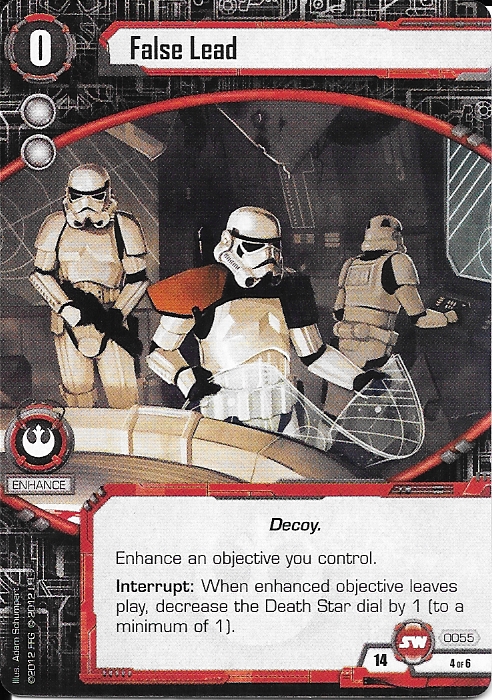 0
False Lead
ENHANCE
Decoy.
Enhance an objective you control.
Interrupt: When enhanced objective leaves
play, decrease the Death Star dial by 1 (to a
minimum of 1).
Illus. Adam Schumpert
©2012 FFG ©2012 LFL
14
SW
0055
4 of 6